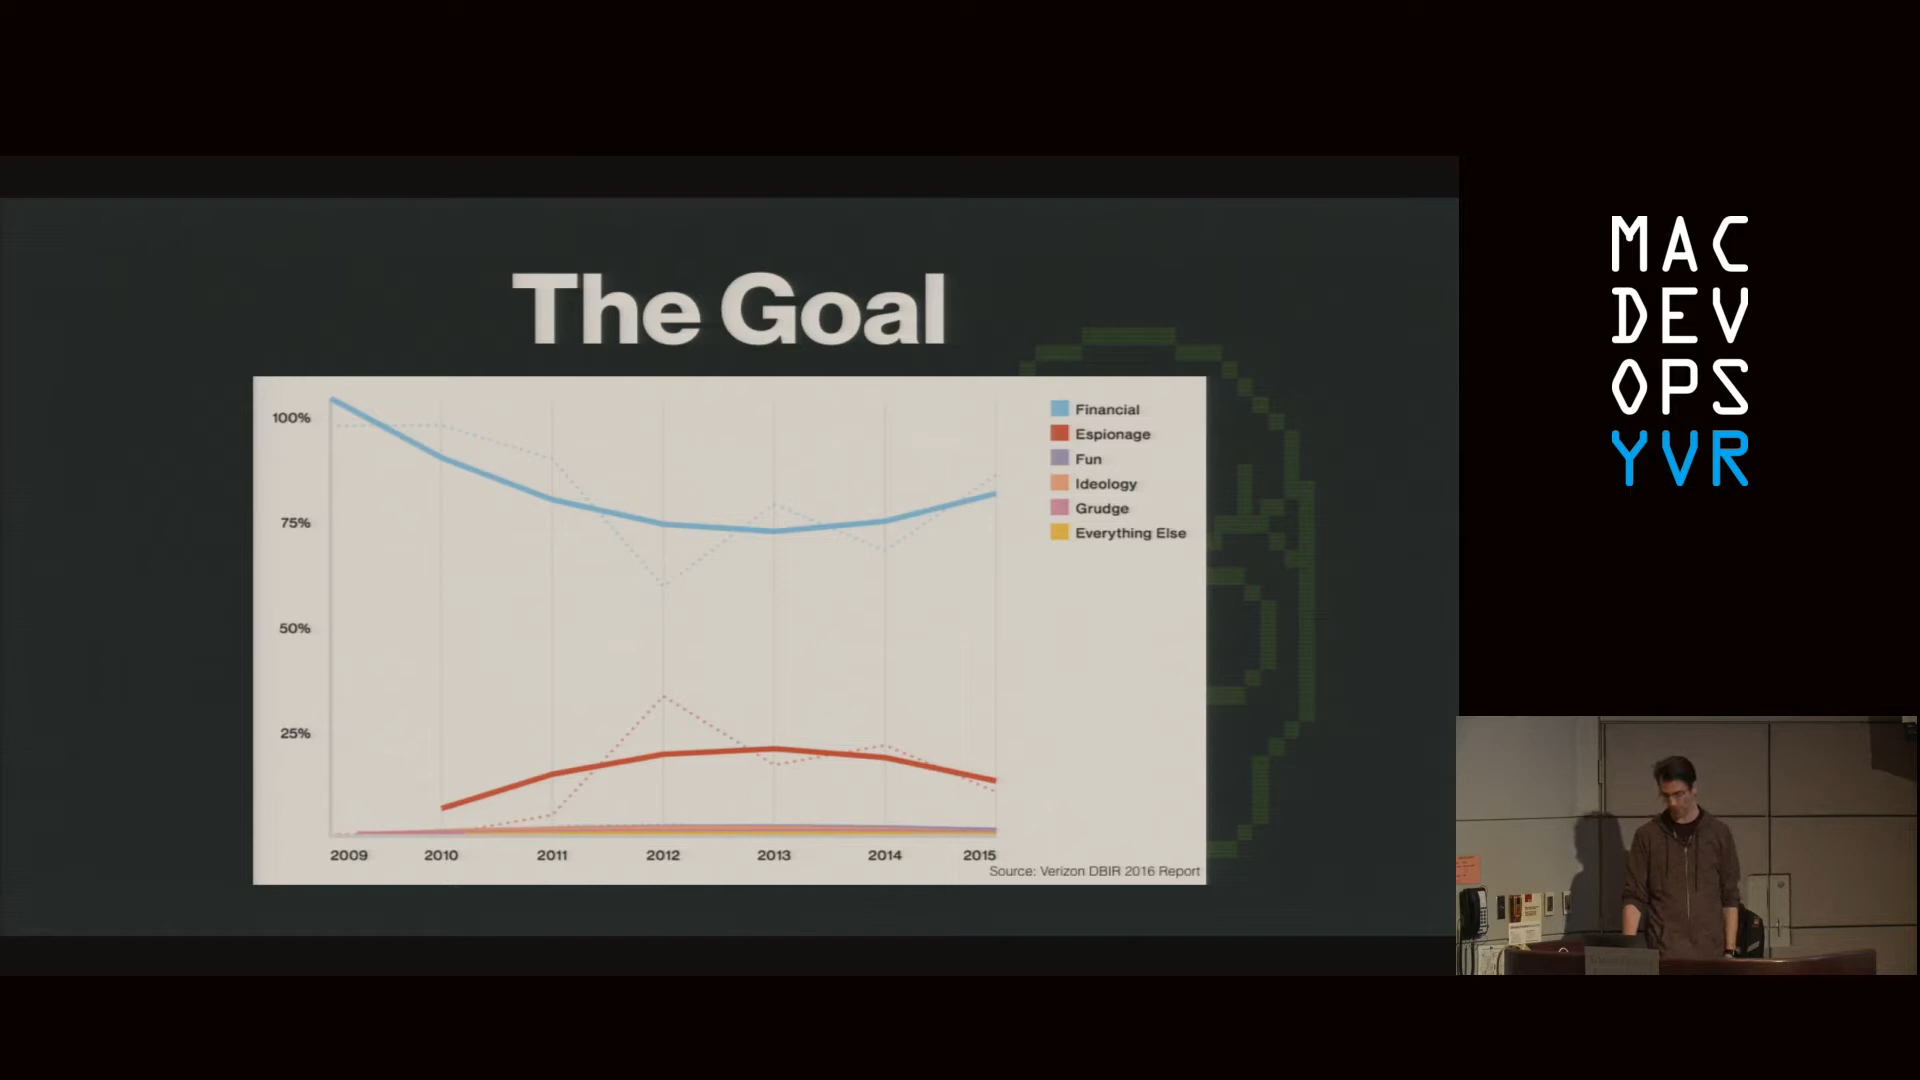 The Goal
100%
75%
50%
25%
2009 2010 2011 2012 2013 2014 2015
Financial
Espionage
Fun
Ideology
Grudge
Everything Else
Source: Verizon DBIR 2016 Report
MAC
DEV
OPS
YVR